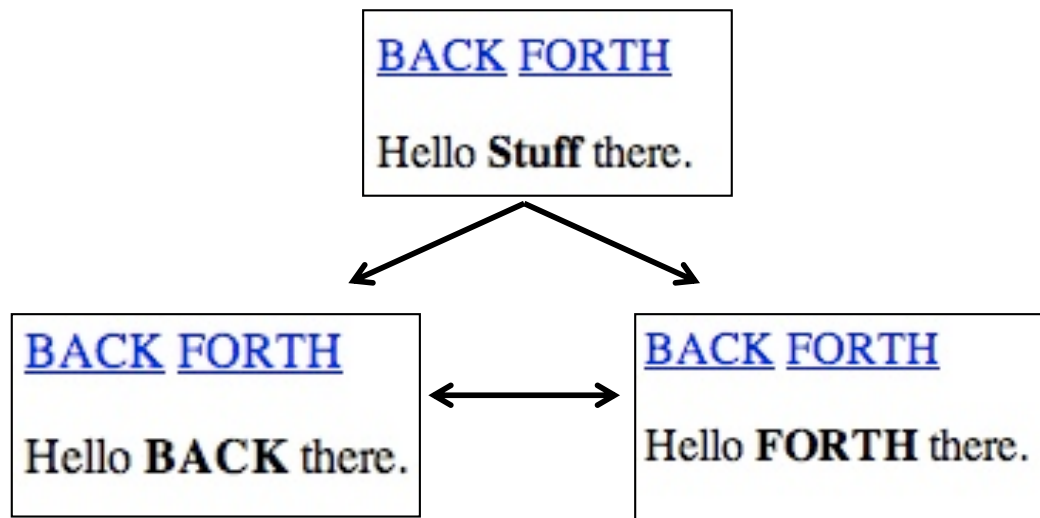 BACK FORTH
Hello Stuff there.
BACK FORTH
Hello BACK there.
BACK FORTH
Hello FORTH there.